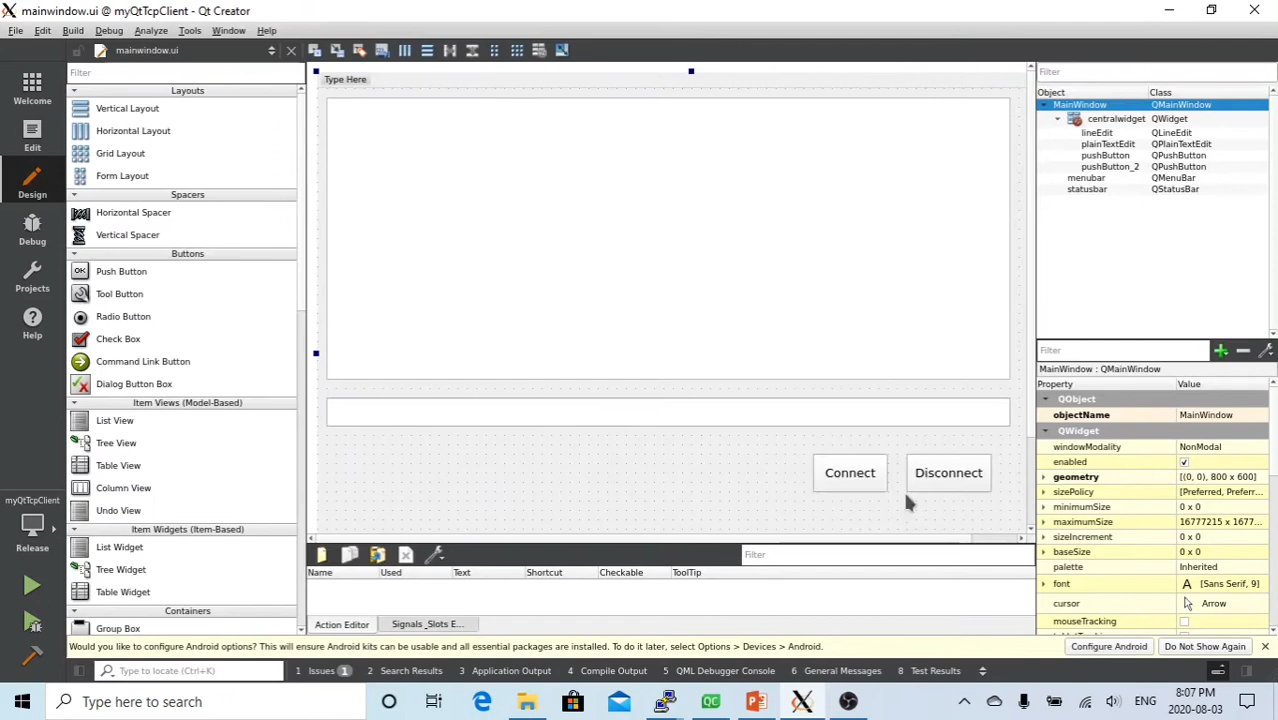 mainwindow.ui @ myQtTcpClient - Qt Creator
File Edit Build Debug Analyze Tools Window Help
mainwindow.ui
Welcome
Edit
Design
Debug
Projects
Help
myQtTcpClient
Release
Filter
Layouts
Vertical Layout
Horizontal Layout
Grid Layout
Form Layout
Spacers
Horizontal Spacer
Vertical Spacer
Buttons
OK Push Button
Tool Button
Radio Button
Check Box
Command Link Button
Dialog Button Box
Item Views (Model-Based)
List View
Tree View
Table View
Column View
Undo View
Item Widgets (Item-Based)
List Widget
Tree Widget
Table Widget
Containers
Group Box
Type Here
Connect Disconnect
Filter
Name Used Text Shortcut Checkable ToolTip
Action Editor Signals _Slots E...
Filter
Object Class
MainWindow QMainWindow
centralwidget QWidget
lineEdit QLineEdit
plainTextEdit QPlainTextEdit
pushButton QPushButton
pushButton_2 QPushButton
menubar QMenuBar
statusbar QStatusBar
Filter
MainWindow : QMainWindow
Property Value
QObject
objectName MainWindow
QWidget
windowModality NonModal
enabled
geometry [(0, 0), 800 x 600]
sizePolicy [Preferred, Preferr...
minimumSize 0 x 0
maximumSize 16777215 x 1677...
sizeIncrement 0 x 0
baseSize 0 x 0
palette Inherited
font A [Sans Serif, 9]
cursor Arrow
mouseTracking
Would you like to configure Android options? This will ensure Android kits can be usable and all essential packages are installed. To do it later, select Options > Devices > Android.
Configure Android Do Not Show Again
Type to locate (Ctrl+K) 1 Issues 1 2 Search Results 3 Application Output 4 Compile Output 5 QML Debugger Console 6 General Messages 8 Test Results
Type here to search
QC
ENG
8:07 PM
2020-08-03